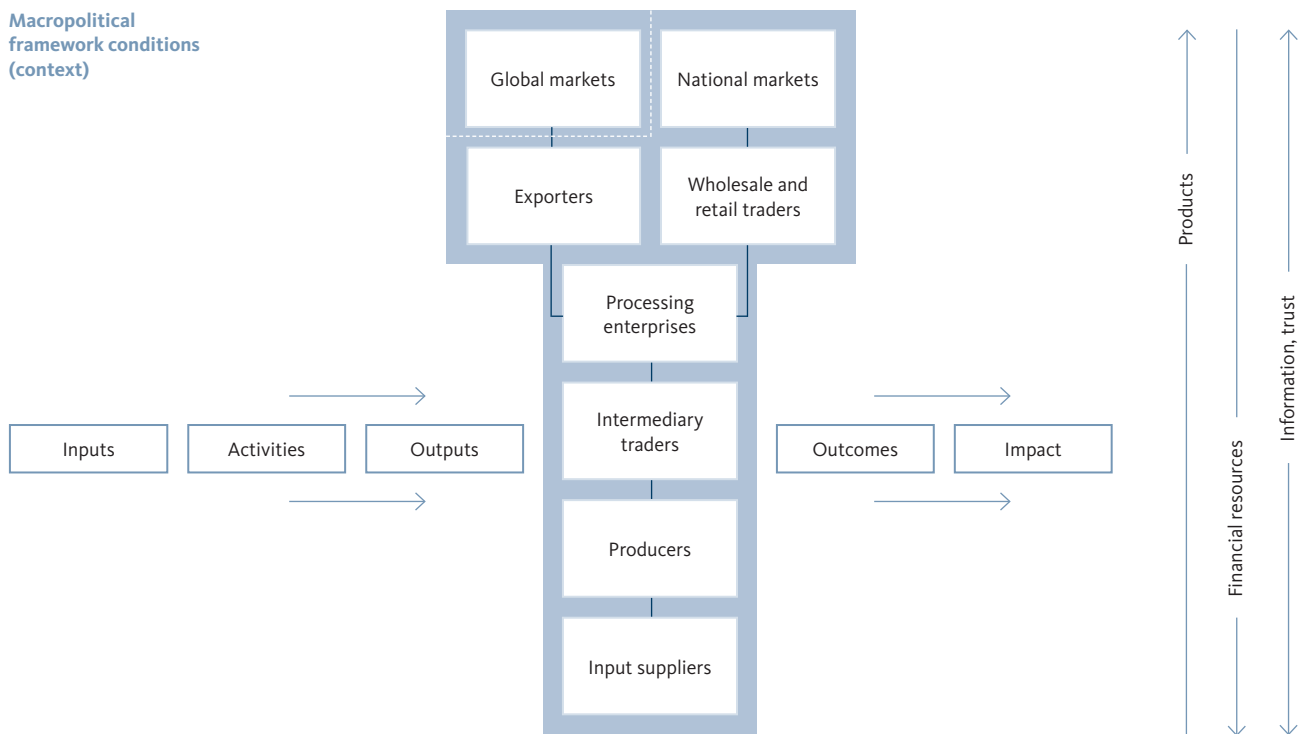 Macropolitical
framework conditions
(context)
Global markets
National markets
Exporters
Wholesale and
retail traders
Processing
enterprises
Intermediary
traders
Producers
Input suppliers
Inputs
Activities
Outputs
Outcomes
Impact
Products
Financial resources
Information, trust